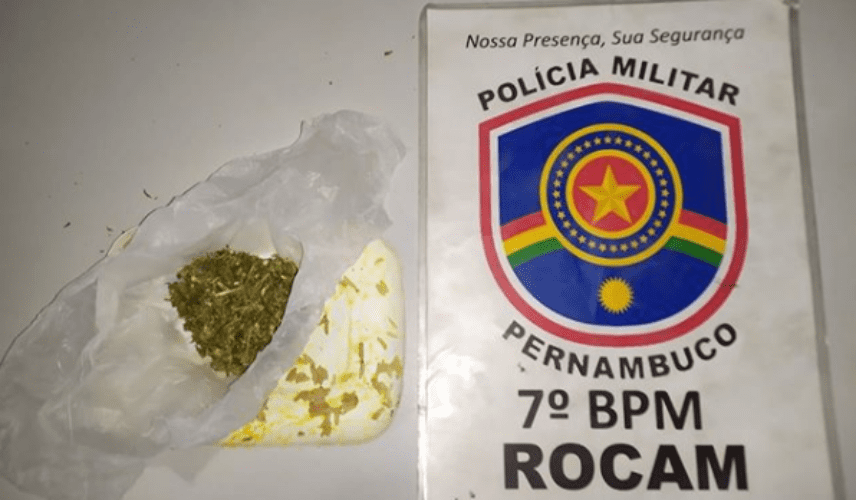 Nossa Presença, Sua Segurança
POLÍCIA MILITAR
PERNAMBUCO
7º BPM
ROCAM